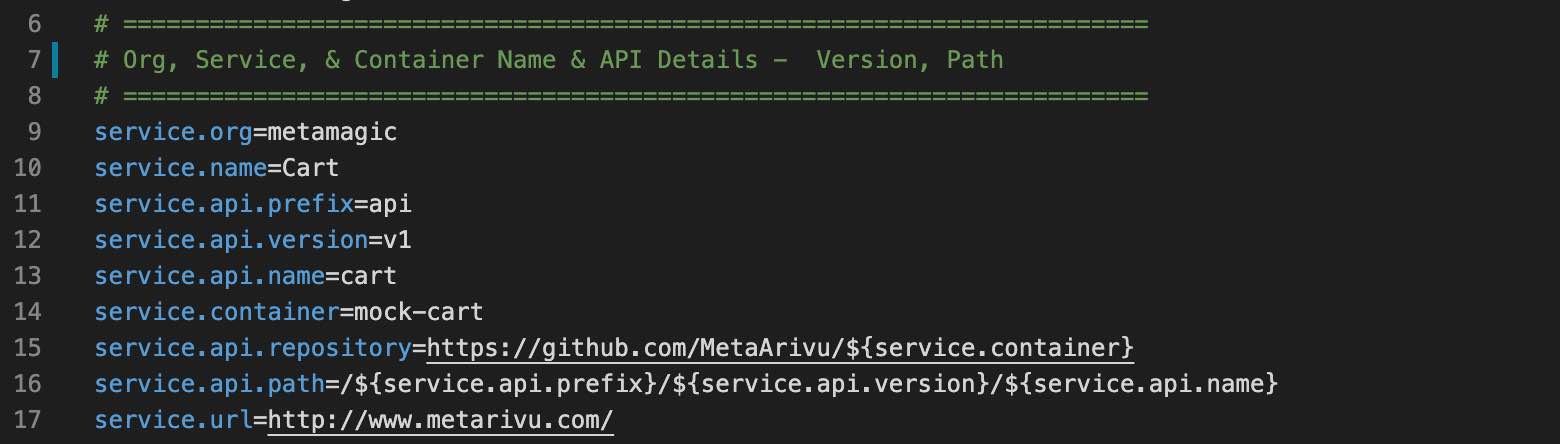 6 # =======================================================================
7 # Org, Service, & Container Name & API Details -  Version, Path
8 # =======================================================================
9 service.org=metamagic
10 service.name=Cart
11 service.api.prefix=api
12 service.api.version=v1
13 service.api.name=cart
14 service.container=mock-cart
15 service.api.repository=https://github.com/MetaArivu/${service.container}
16 service.api.path=/${service.api.prefix}/${service.api.version}/${service.api.name}
17 service.url=http://www.metarivu.com/